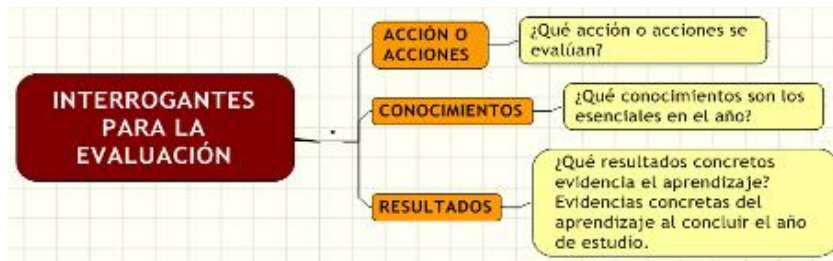 INTERROGANTES
PARA LA
EVALUACIÓN
ACCIÓN O
ACCIONES
¿Qué acción o acciones se
evalúan?
CONOCIMIENTOS
¿Qué conocimientos son los
esenciales en el año?
RESULTADOS
¿Qué resultados concretos
evidencia el aprendizaje?
Evidencias concretas del
aprendizaje al concluir el año
de estudio.